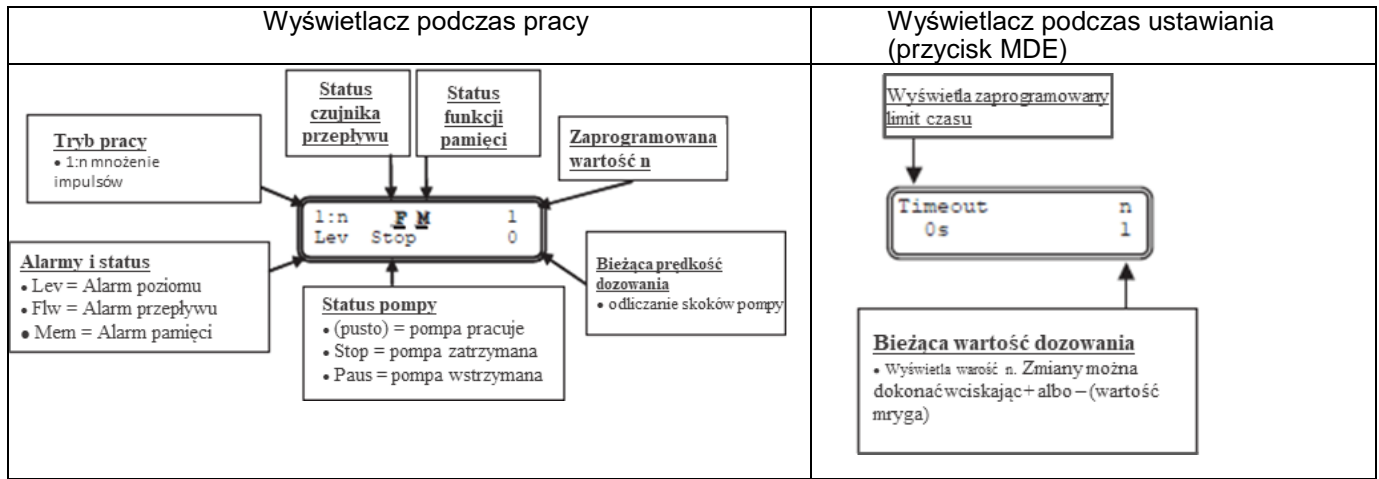 Wyświetlacz podczas pracy
Wyświetlacz podczas ustawiania
(przycisk MDE)
Status
czujnika
przepływu
Status
funkcji
pamięci
Tryb pracy
• 1:n mnożenie
impulsów
Zaprogramowana
wartość n
1:n F M 1
Lev Stop 0
Alarmy i status
• Lev = Alarm poziomu
• Flw = Alarm przepływu
• Mem = Alarm pamięci
Status pompy
• (pusto) = pompa pracuje
• Stop = pompa zatrzymana
• Paus = pompa wstrzymana
Bieżąca prędkość
dozowania
• odliczanie skoków pompy
Wyświetla zaprogramowany
limit czasu
Timeout n
0s 1
Bieżąca wartość dozowania
• Wyświetla warość n. Zmiany można
dokonać wciskając + albo – (wartość
mryga)